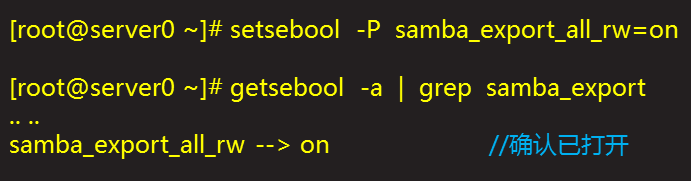 [root@server0 ~]# setsebool -P samba_export_all_rw=on
[root@server0 ~]# getsebool -a | grep samba_export
.. ..
samba_export_all_rw --> on //确认已打开